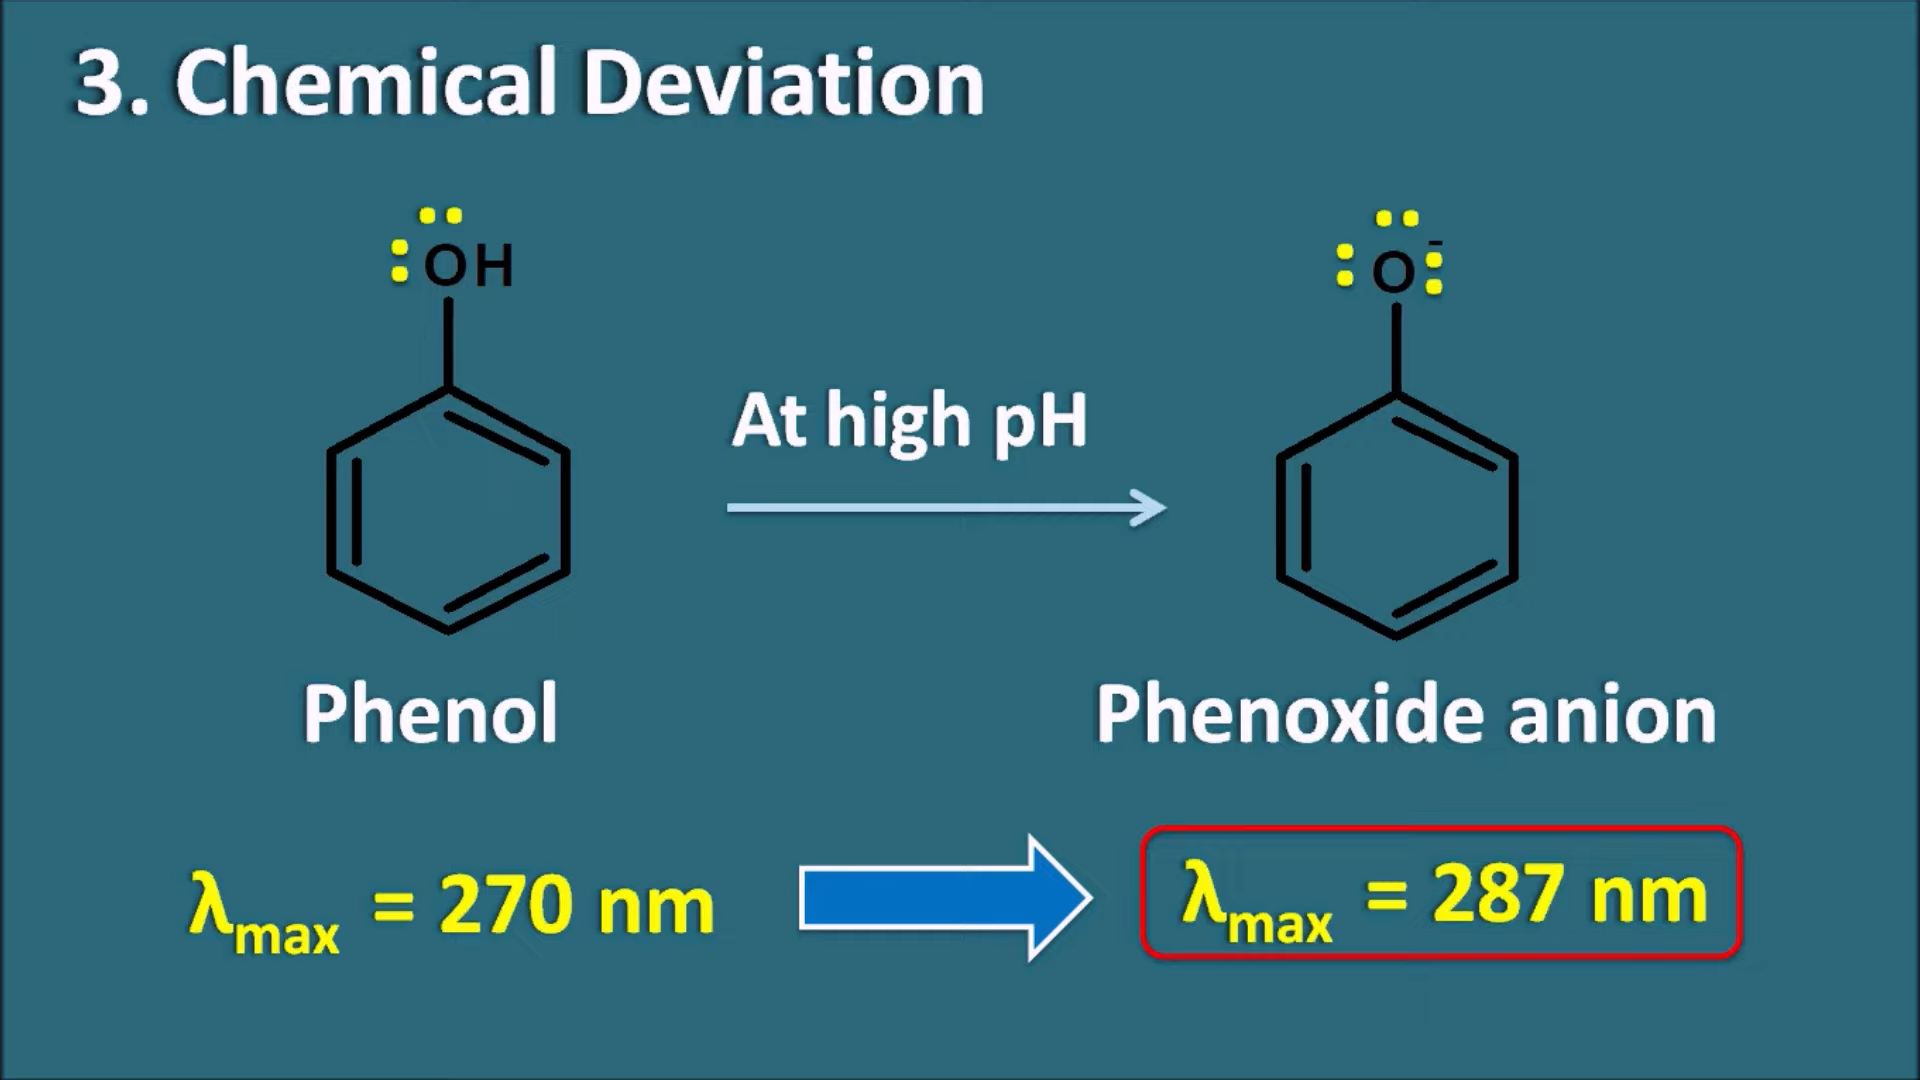 3. Chemical Deviation
OH
O-
At high pH
Phenol
Phenoxide anion
λmax = 270 nm
λmax = 287 nm